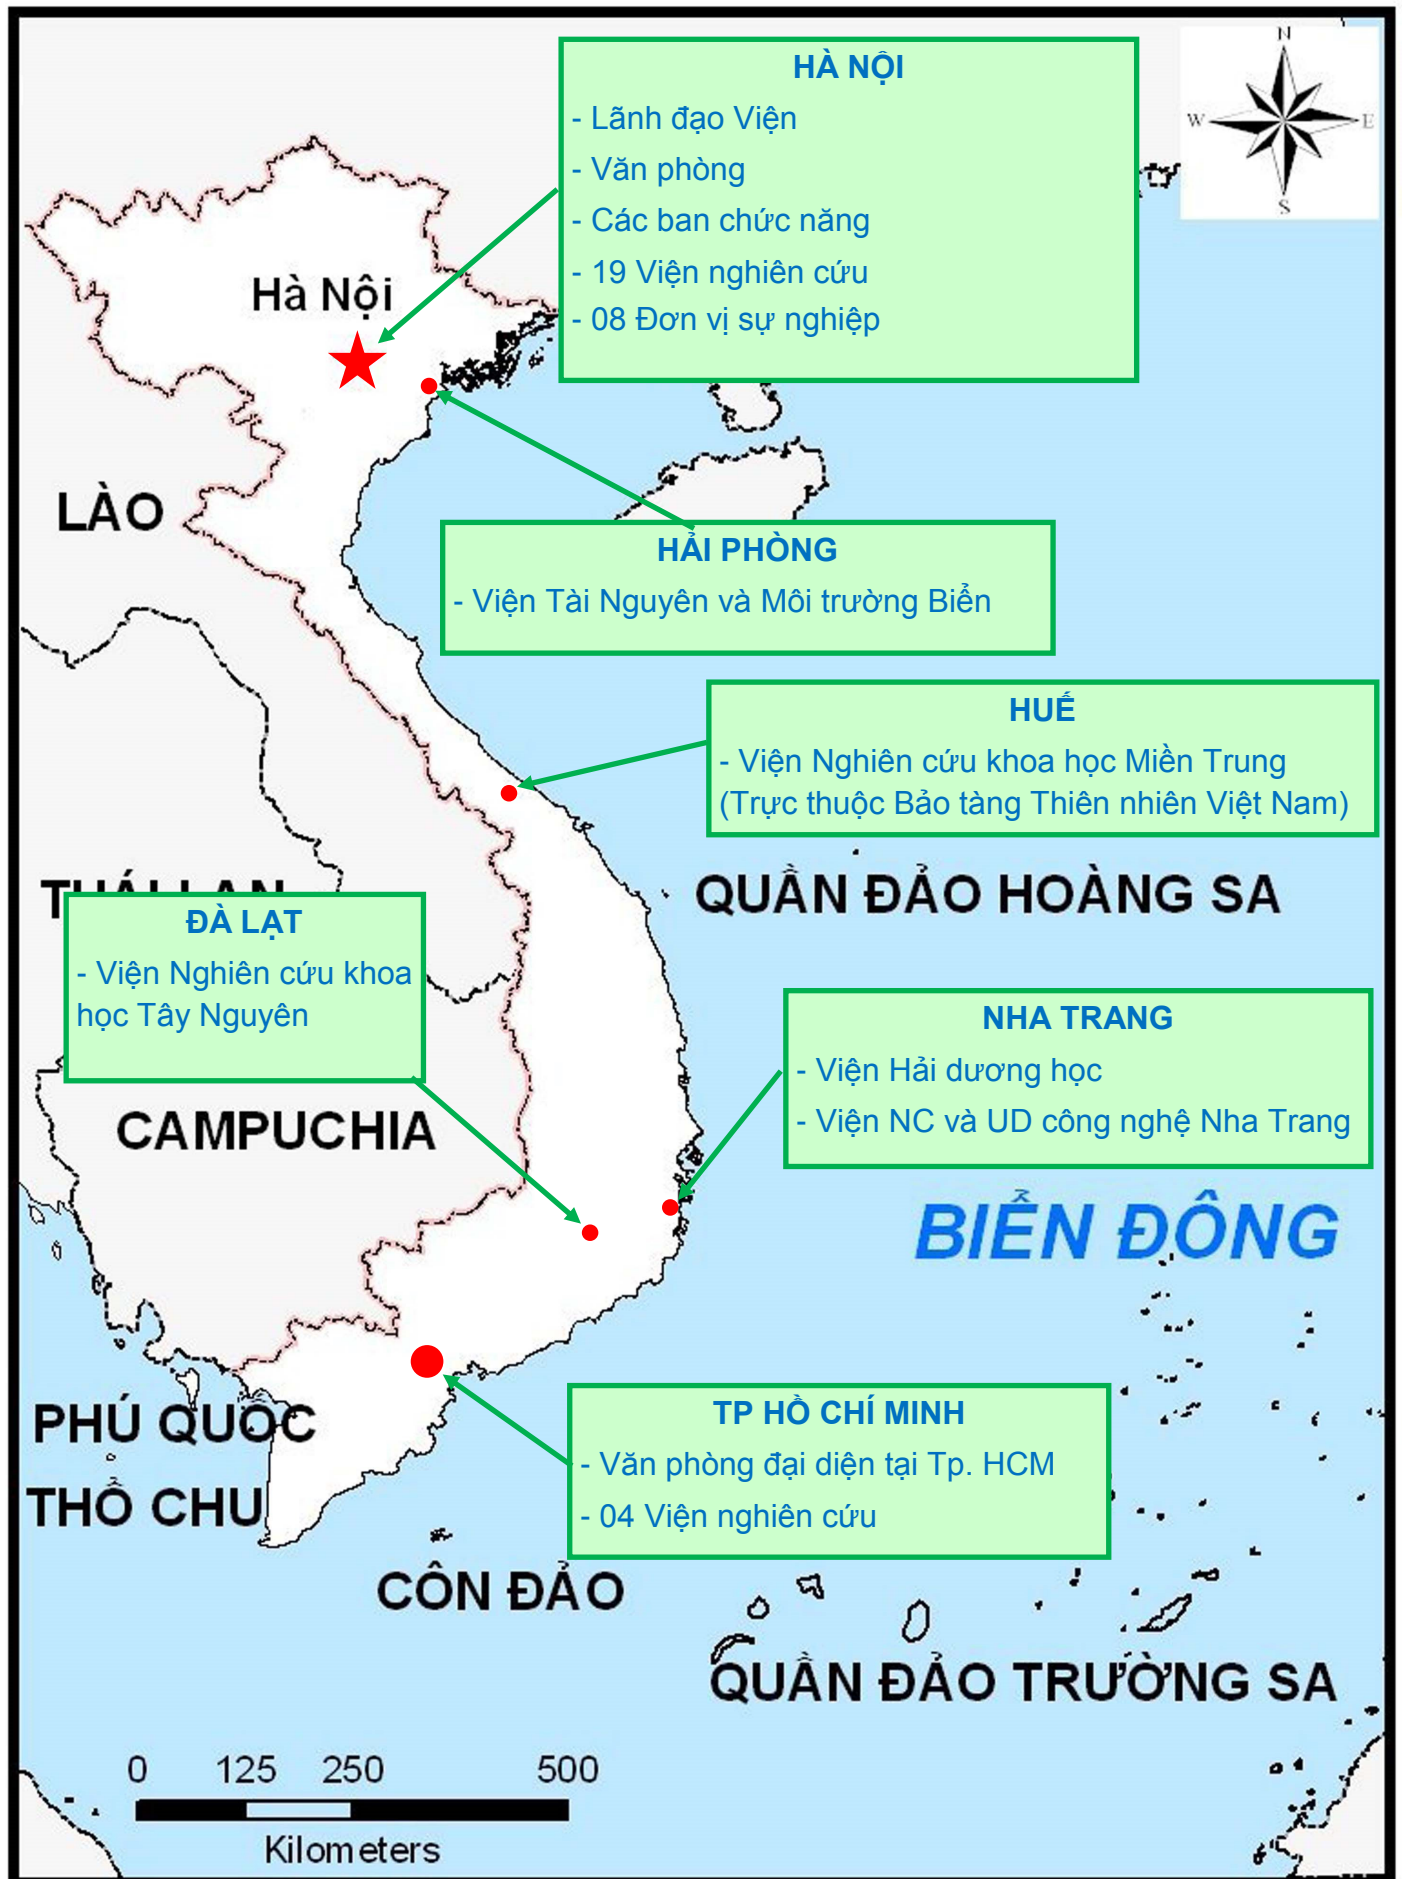 N
W
E
S
HÀ NỘI
- Lãnh đạo Viện
- Văn phòng
- Các ban chức năng
- 19 Viện nghiên cứu
- 08 Đơn vị sự nghiệp
Hà Nội
LÀO
HẢI PHÒNG
- Viện Tài Nguyên và Môi trường Biển
HUẾ
- Viện Nghiên cứu khoa học Miền Trung
(Trực thuộc Bảo tàng Thiên nhiên Việt Nam)
THÁI LAN
QUẦN ĐẢO HOÀNG SA
ĐÀ LẠT
- Viện Nghiên cứu khoa
học Tây Nguyên
NHA TRANG
- Viện Hải dương học
- Viện NC và UD công nghệ Nha Trang
CAMPUCHIA
BIỂN ĐÔNG
PHÚ QUỐC
THỔ CHU
TP HỒ CHÍ MINH
- Văn phòng đại diện tại Tp. HCM
- 04 Viện nghiên cứu
CÔN ĐẢO
QUẦN ĐẢO TRƯỜNG SA
0 125 250 500
Kilometers